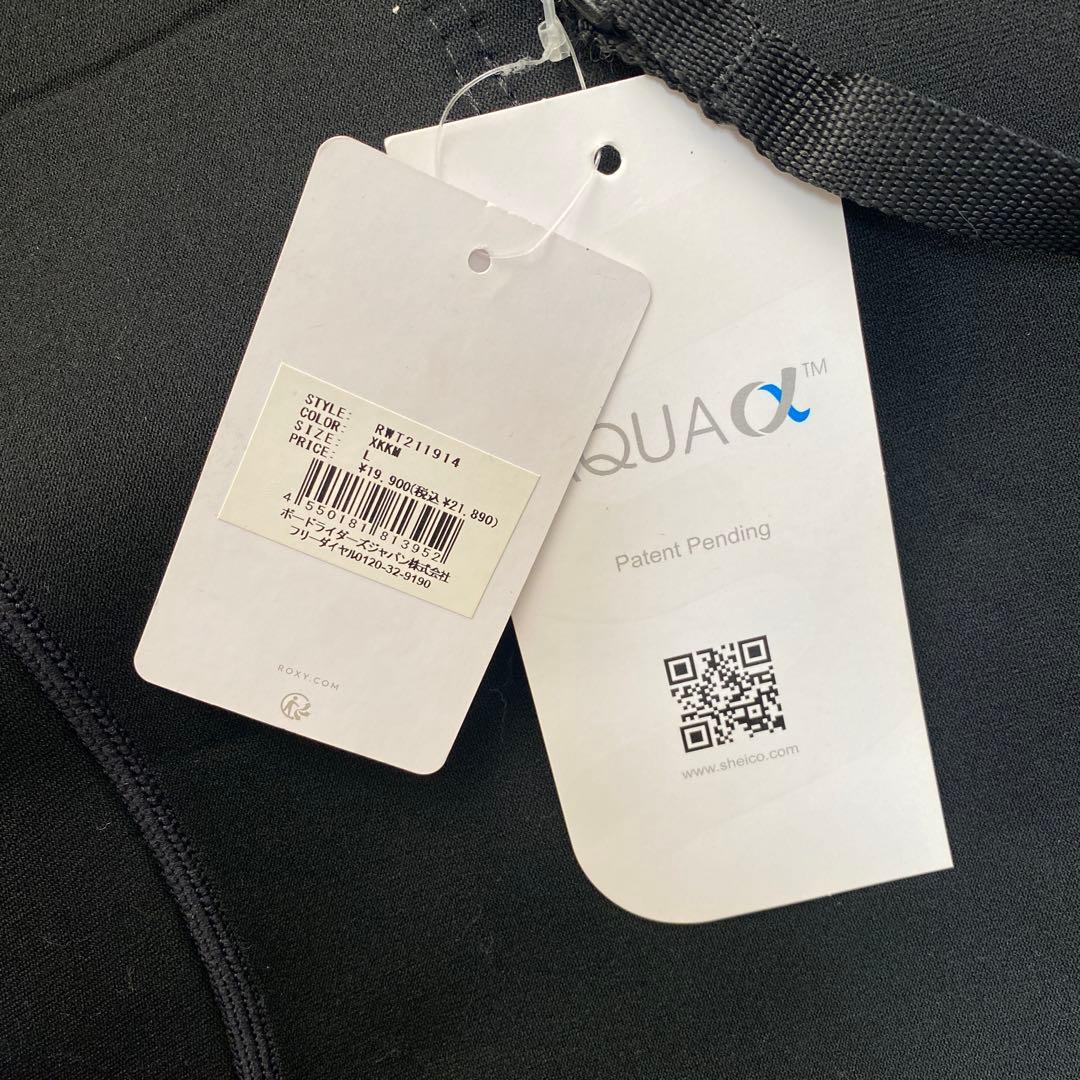 STYLE: RWT211914
COLOR: XKKM
SIZE: L
PRICE: ¥19,900(税込¥21,890)
4 550181 813952
ボードライダーズジャパン株式会社
フリーダイヤル0120-32-9190
ROXY.COM
AQUAα™
Patent Pending
www.sheico.com